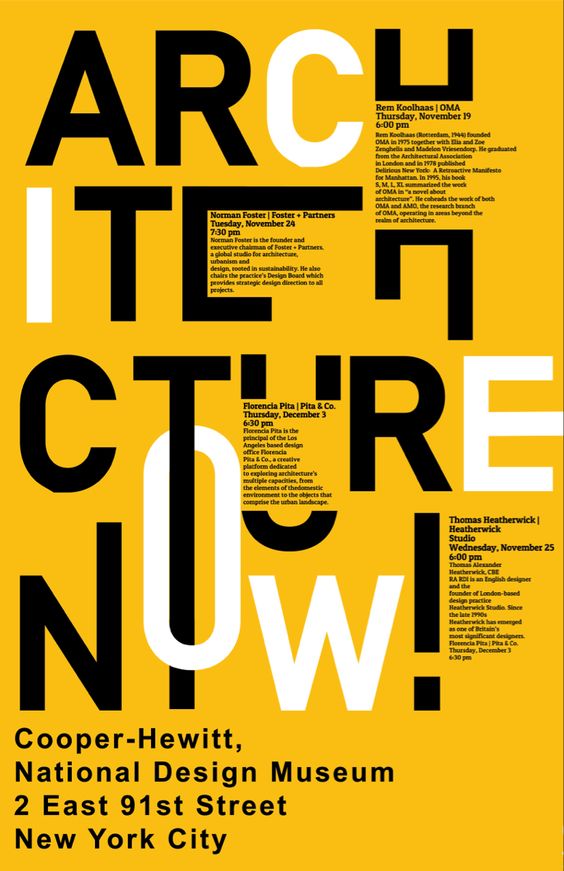 ARCH
Rem Koolhaas | OMA
Thursday, November 19
6:00 pm
Rem Koolhaas (Rotterdam, 1944) founded
OMA in 1975 together with Elia and Zoe
Zenghelis and Madelon Vriesendorp. He graduated
from the Architectural Association
in London and in 1978 published
Delirious New York: A Retroactive Manifesto
for Manhattan. In 1995, his book
S, M, L, XL summarized the work
of OMA in "a novel about
architecture". He coheads the work of both
OMA and AMO, the research branch
of OMA, operating in areas beyond the
realm of architecture.
ITE
Norman Foster | Foster + Partners
Tuesday, November 24
7:30 pm
Norman Foster is the founder and
executive chairman of Foster + Partners,
a global studio for architecture,
urbanism and
design, rooted in sustainability. He also
chairs the practice's Design Board which
provides strategic design direction to all
projects.
CTURE
Florencia Pita | Pita & Co.
Thursday, December 3
6:30 pm
Florencia Pita is the
principal of the Los
Angeles based design
office Florencia
Pita & Co., a creative
platform dedicated
to exploring architecture's
multiple capacities, from
the elements of thedomestic
environment to the objects that
comprise the urban landscape.
NOW!
Thomas Heatherwick |
Heatherwick
Studio
Wednesday, November 25
6:00 pm
Thomas Alexander
Heatherwick, CBE
RA RDI is an English designer
and the
founder of London-based
design practice
Heatherwick Studio. Since
the late 1990s
Heatherwick has emerged
as one of Britain's
most significant designers.
Florencia Pita | Pita & Co.
Thursday, December 3
6:30 pm
Cooper-Hewitt,
National Design Museum
2 East 91st Street
New York City